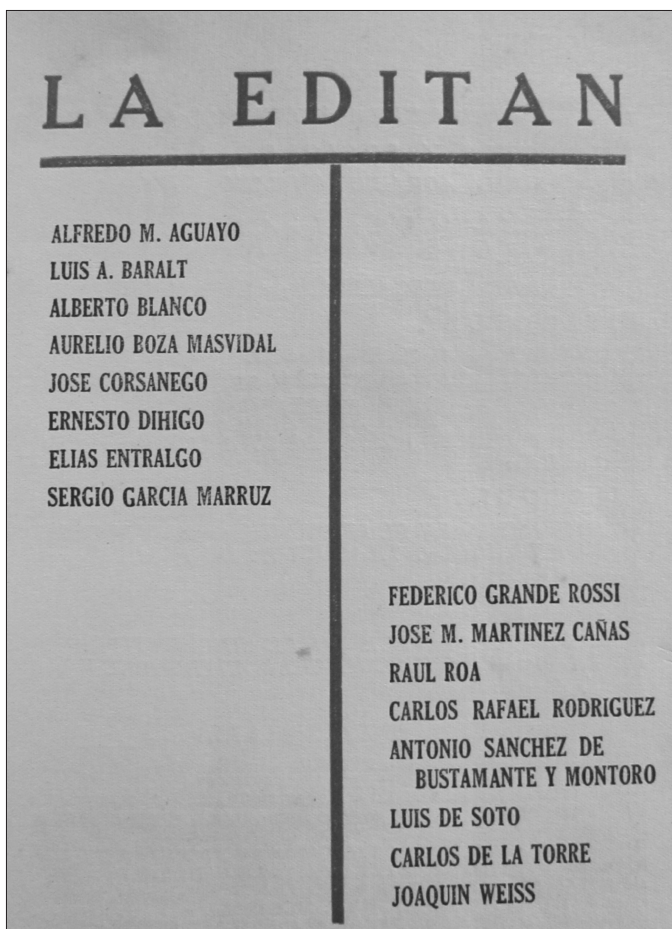 LA EDITAN
ALFREDO M. AGUAYO
LUIS A. BARALT
ALBERTO BLANCO
AURELIO BOZA MASVIDAL
JOSE CORSANEGO
ERNESTO DIHIGO
ELIAS ENTRALGO
SERGIO GARCIA MARRUZ
FEDERICO GRANDE ROSSI
JOSE M. MARTINEZ CAÑAS
RAUL ROA
CARLOS RAFAEL RODRIGUEZ
ANTONIO SANCHEZ DE
BUSTAMANTE Y MONTORO
LUIS DE SOTO
CARLOS DE LA TORRE
JOAQUIN WEISS